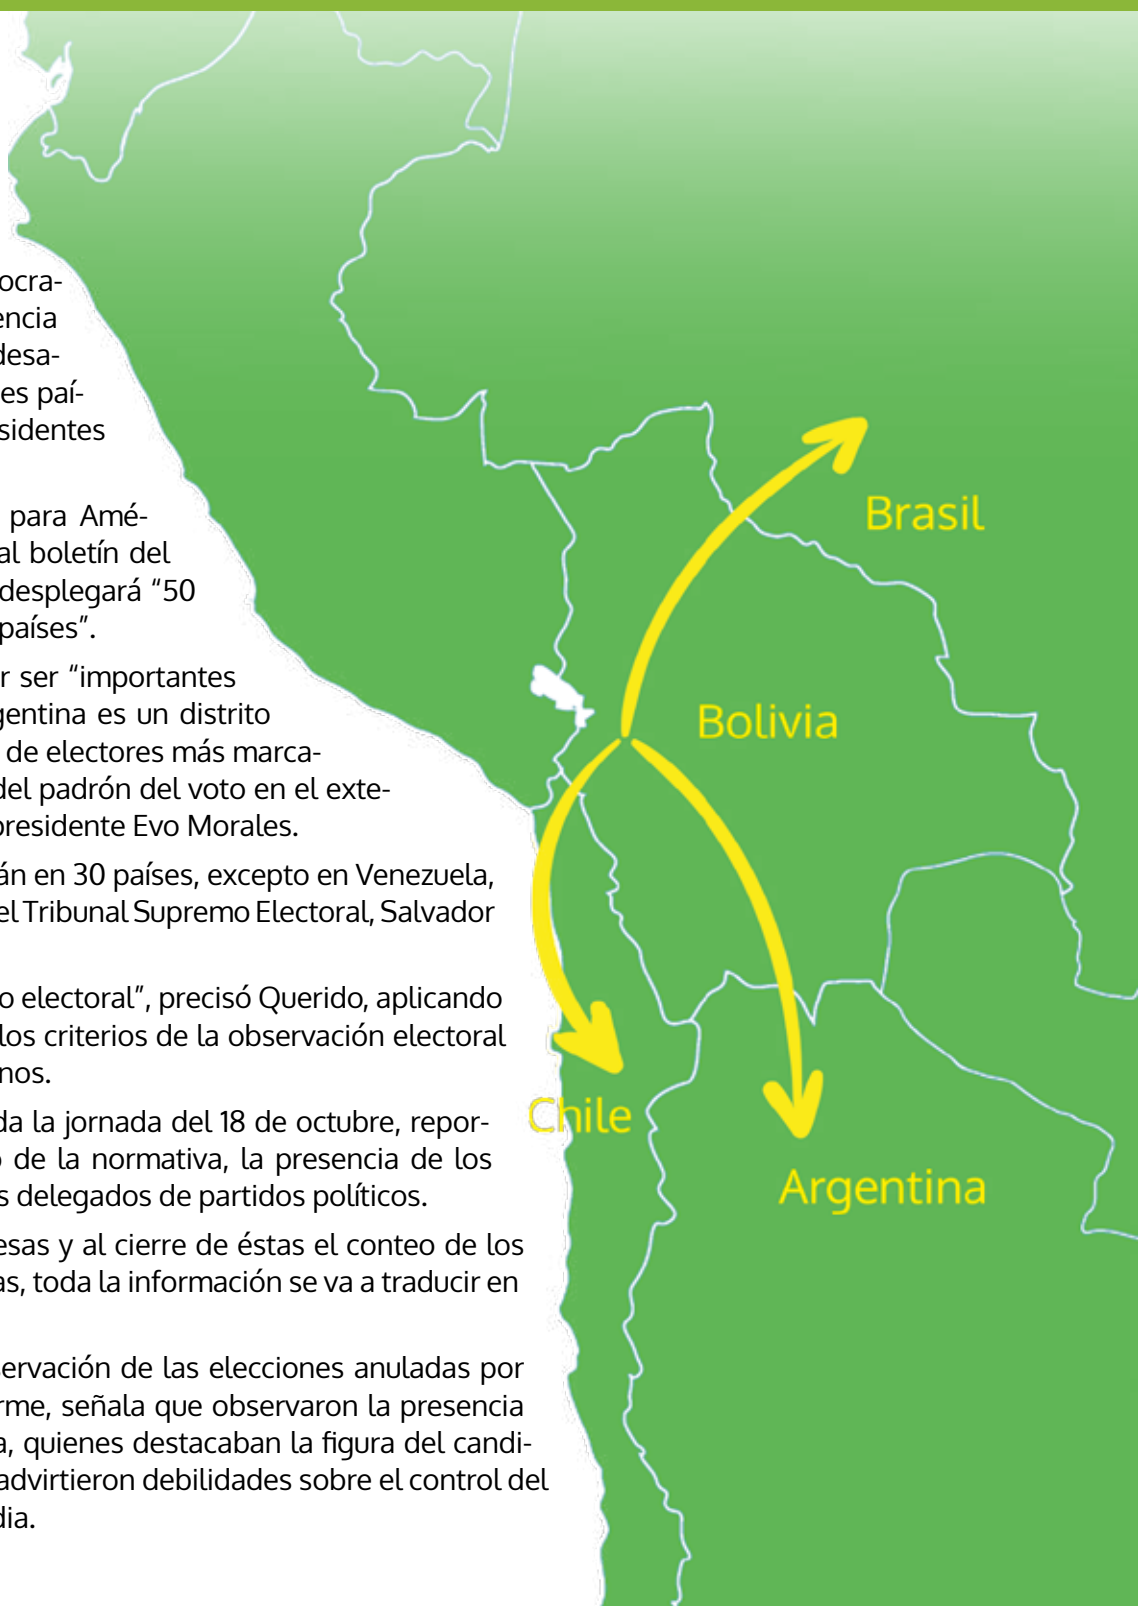 ocra-
encia
desa-
es paí-
sidentes
para Amé-
al boletín del
desplegará “50
países”.
r ser “importantes
gentina es un distrito
de electores más marca-
del padrón del voto en el exte-
presidente Evo Morales.
án en 30 países, excepto en Venezuela,
el Tribunal Supremo Electoral, Salvador
o electoral”, precisó Querido, aplicando
los criterios de la observación electoral
nos.
da la jornada del 18 de octubre, repor-
o de la normativa, la presencia de los
s delegados de partidos políticos.
esas y al cierre de éstas el conteo de los
as, toda la información se va a traducir en
servación de las elecciones anuladas por
rme, señala que observaron la presencia
a, quienes destacaban la figura del candi-
advirtieron debilidades sobre el control del
dia.
Brasil
Bolivia
Chile
Argentina